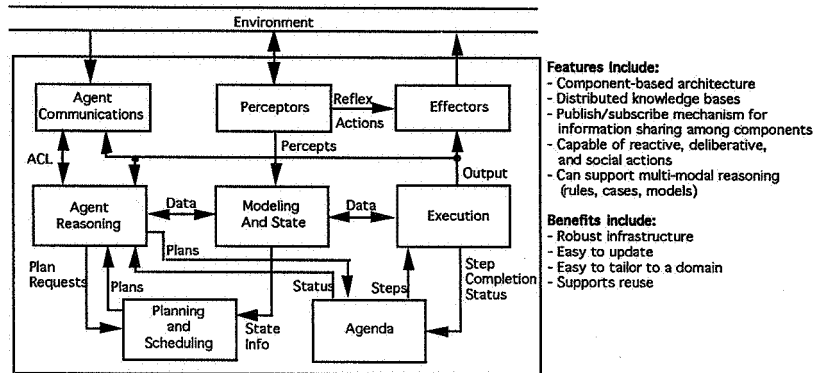 Environment
Agent
Communications
Perceptors
Reflex
Actions
Effectors
Percepts
ACL
Output
Agent
Reasoning
Data
Modeling
And State
Data
Execution
Plans
Plan
Requests
Plans
Status
Steps
Step
Completion
Status
Planning
and
Scheduling
State
Info
Agenda
Features Include:
- Component-based architecture
- Distributed knowledge bases
- Publish/subscribe mechanism for
information sharing among components
- Capable of reactive, deliberative,
and social actions
- Can support multi-modal reasoning
(rules, cases, models)
Benefits include:
- Robust infrastructure
- Easy to update
- Easy to tailor to a domain
- Supports reuse